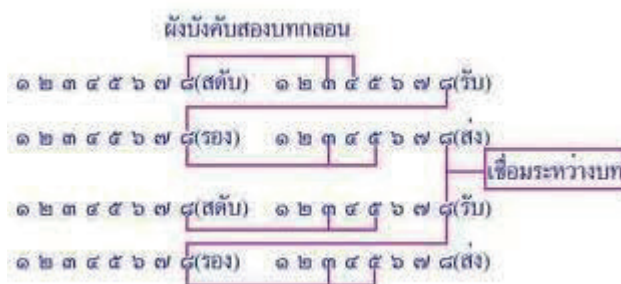 ผังบังคับสองบทกลอน
๑ ๒ ๓ ๔ ๕ ๖ ๗ ๘(สดับ) ๑ ๒ ๓ ๔ ๕ ๖ ๗ ๘(รับ)
๑ ๒ ๓ ๔ ๕ ๖ ๗ ๘(รอง) ๑ ๒ ๓ ๔ ๕ ๖ ๗ ๘(ส่ง)
เชื่อมระหว่างบท
๑ ๒ ๓ ๔ ๕ ๖ ๗ ๘(สดับ) ๑ ๒ ๓ ๔ ๕ ๖ ๗ ๘(รับ)
๑ ๒ ๓ ๔ ๕ ๖ ๗ ๘(รอง) ๑ ๒ ๓ ๔ ๕ ๖ ๗ ๘(ส่ง)